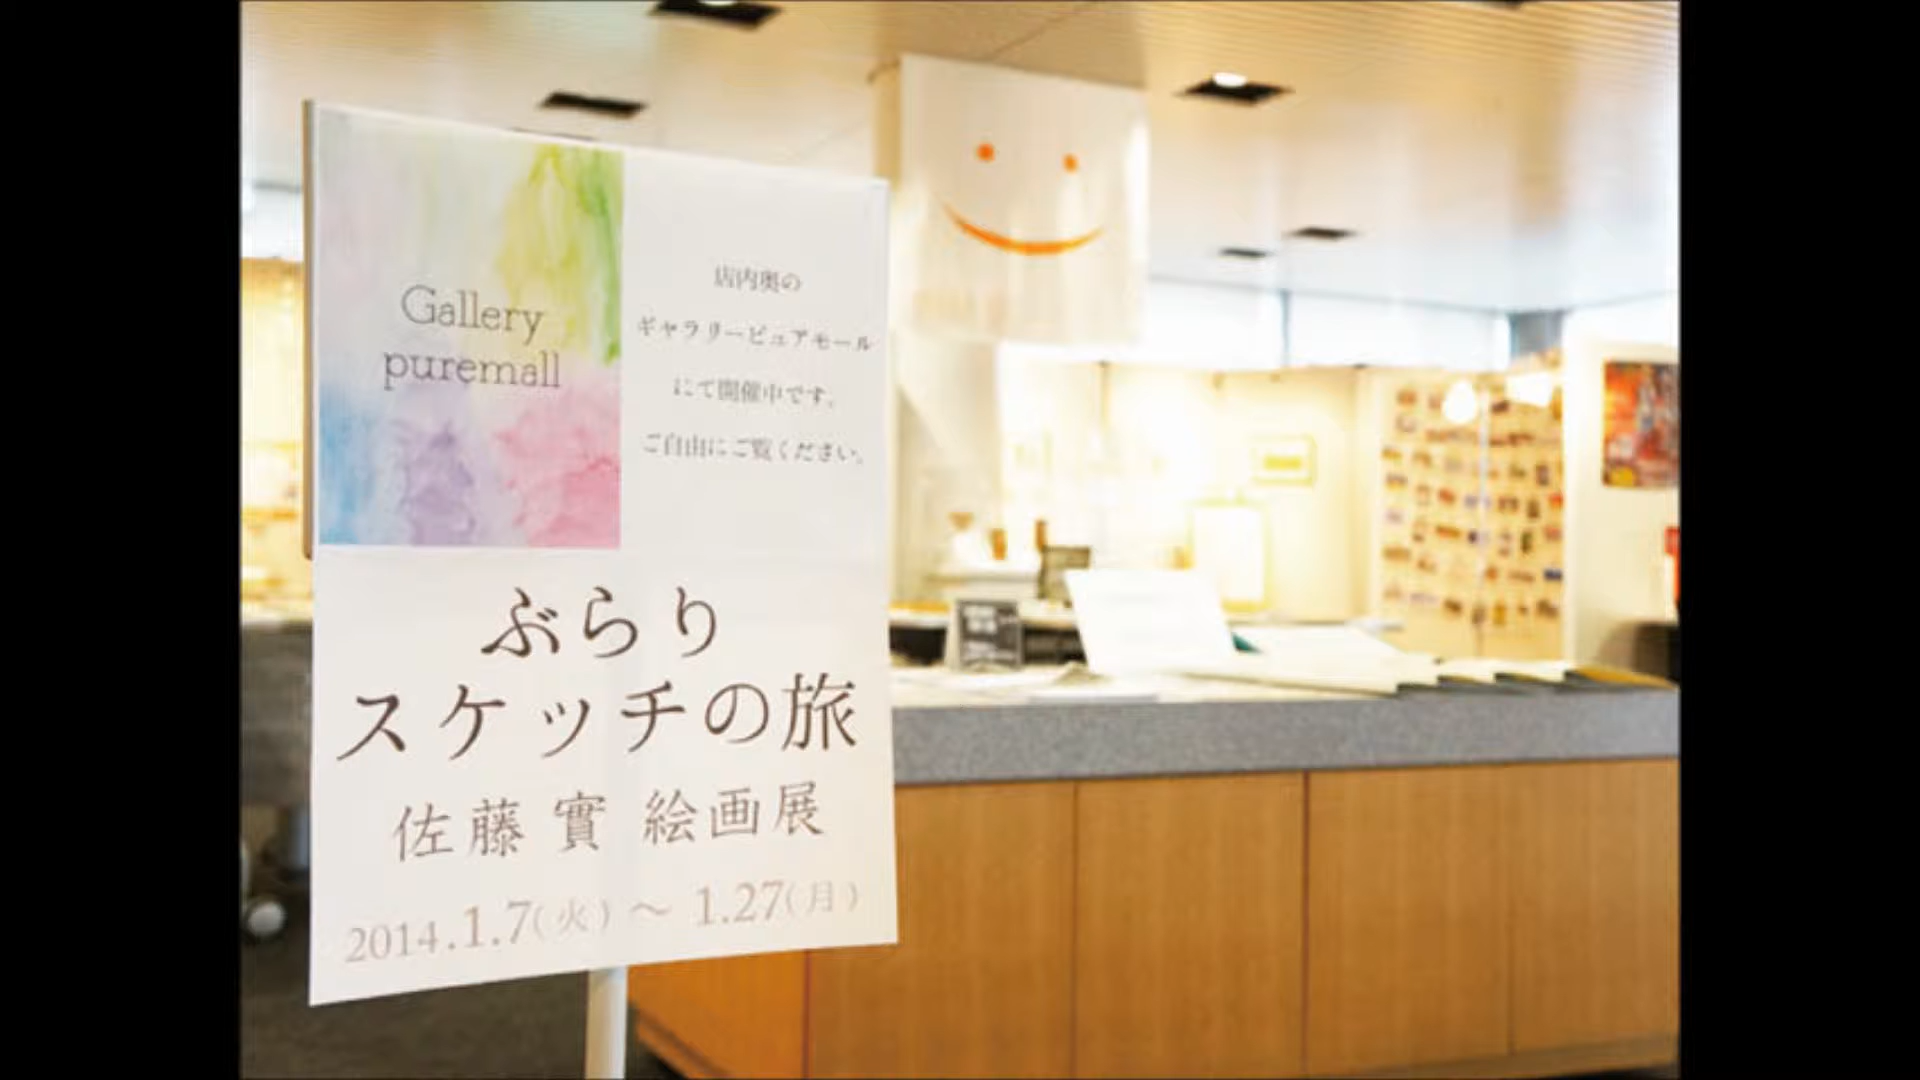 Gallery
puremall
店内奥の
ギャラリーピュアモール
にて開催中です。
ご自由にご覧ください。
ぶらり
スケッチの旅
佐藤 實 絵画展
2014.1.7(火)～1.27(月)